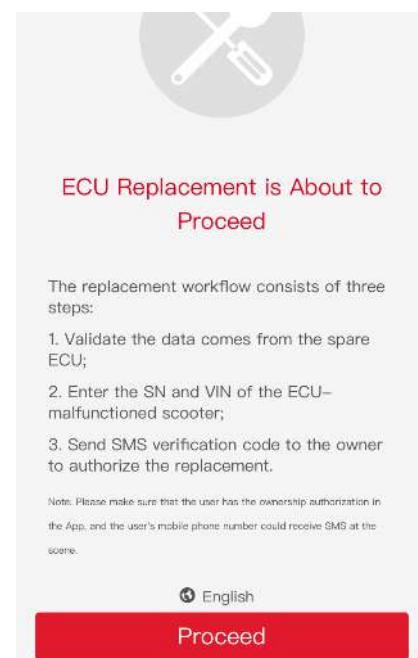 ECU Replacement is About to
Proceed
The replacement workflow consists of three
steps:
1. Validate the data comes from the spare
ECU;
2. Enter the SN and VIN of the ECU-
malfunctioned scooter;
3. Send SMS verification code to the owner
to authorize the replacement.
Note: Please make sure that the user has the ownership authorization in
the App, and the user's mobile phone number could receive SMS at the
scene.
English
Proceed